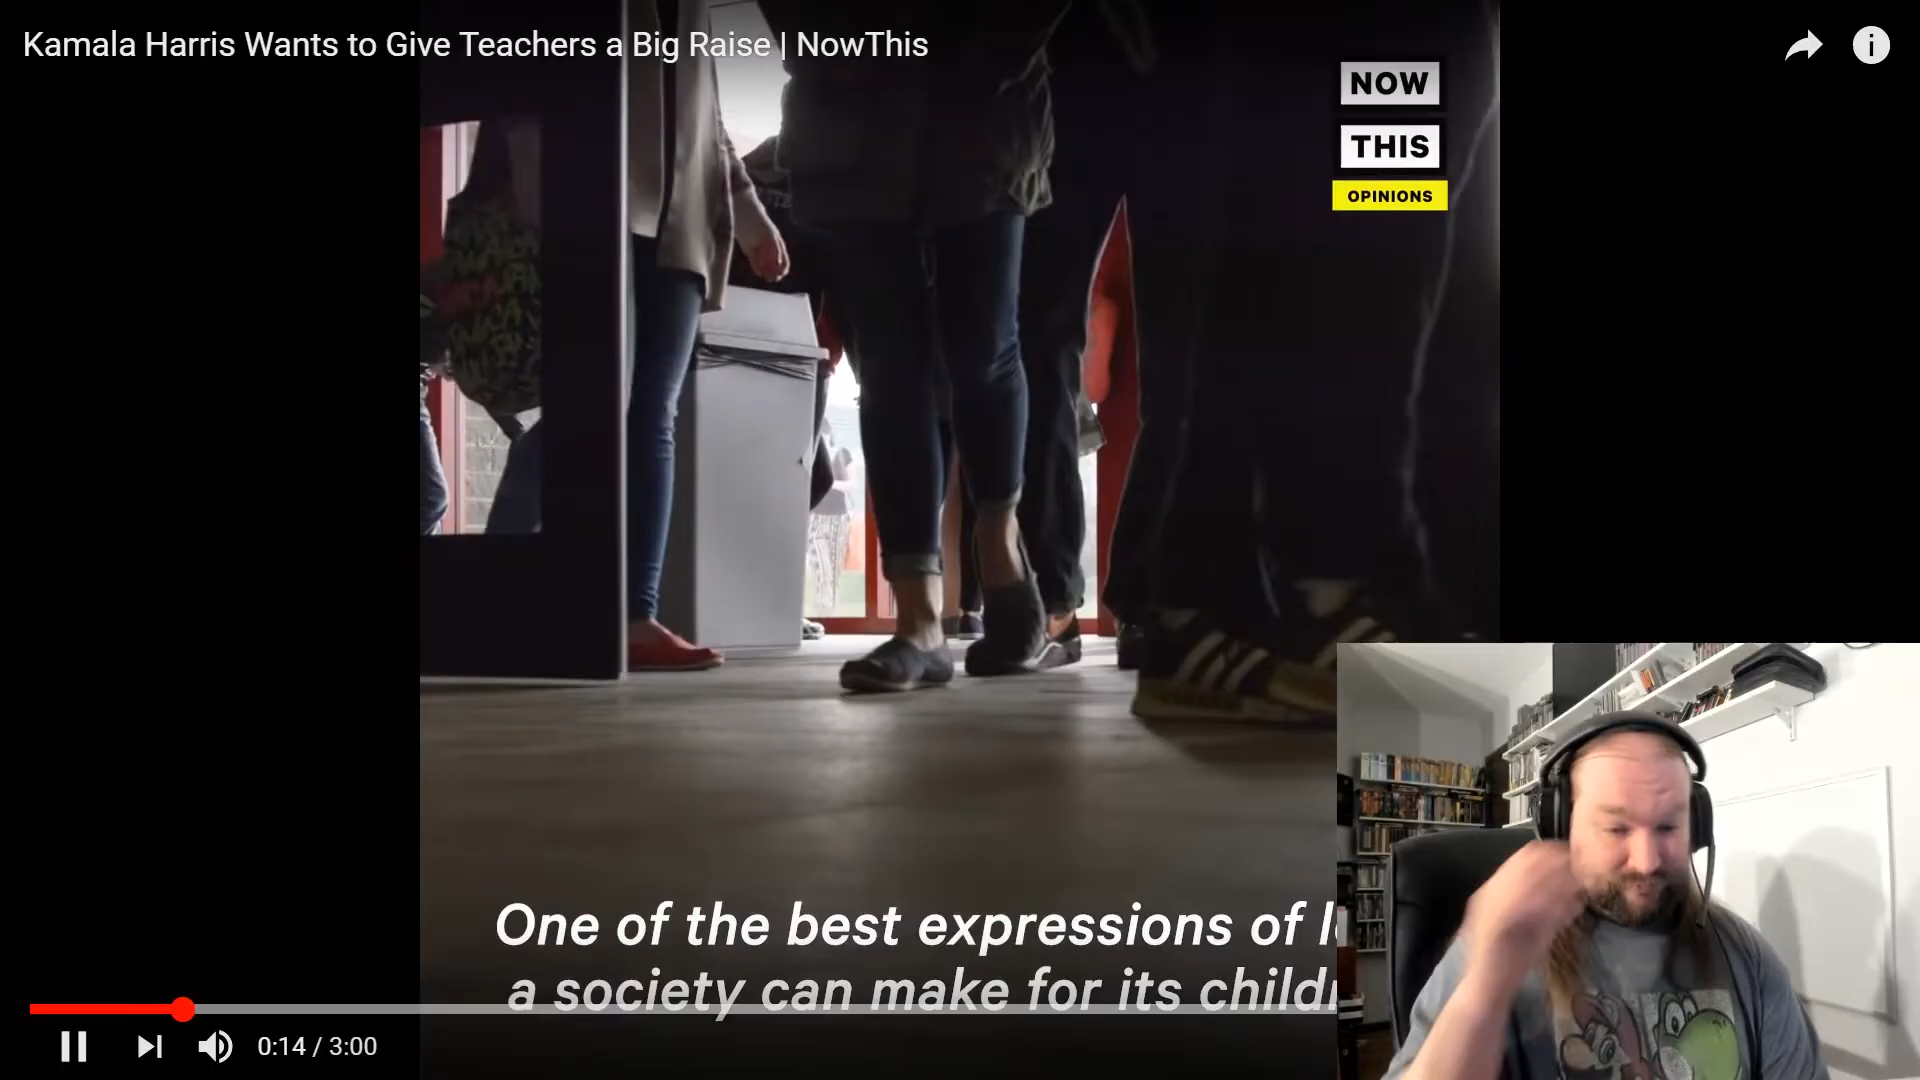 Kamala Harris Wants to Give Teachers a Big Raise | NowThis
NOW
THIS
OPINIONS
One of the best expressions of
a society can make for its
0:14 / 3:00